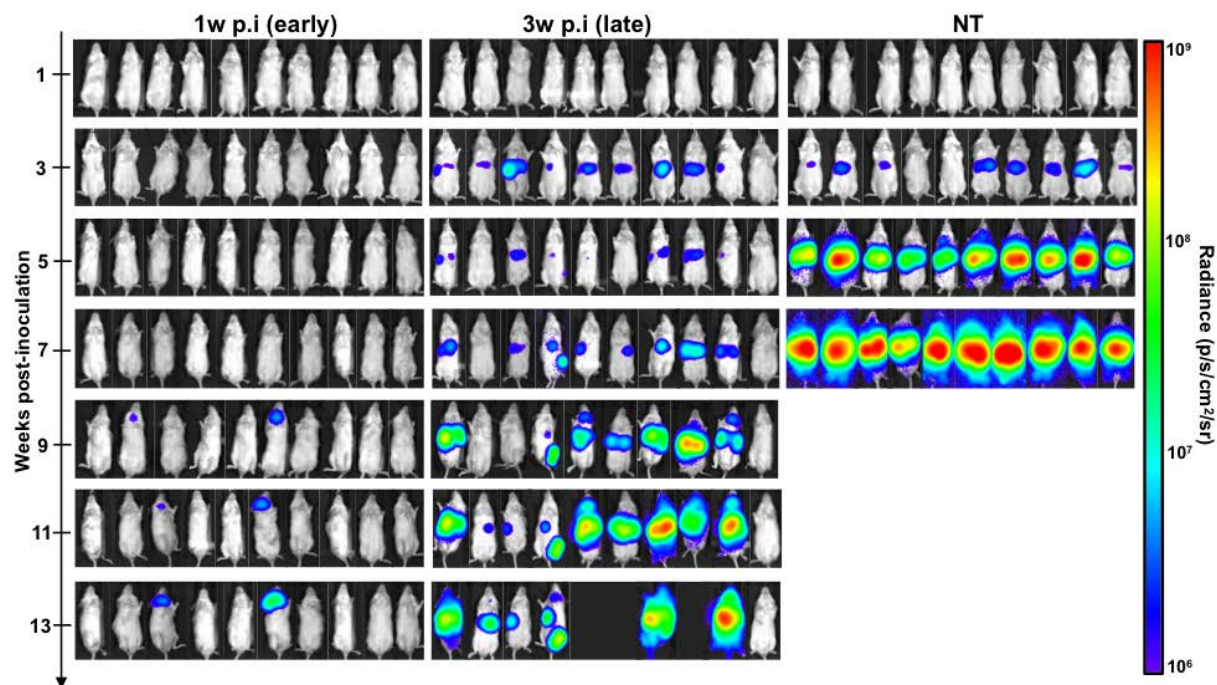 1w p.i (early)
3w p.i (late)
NT
Weeks post-inoculation
1
3
5
7
9
11
13
10⁹
10⁸
10⁷
10⁶
Radiance (p/s/cm²/sr)